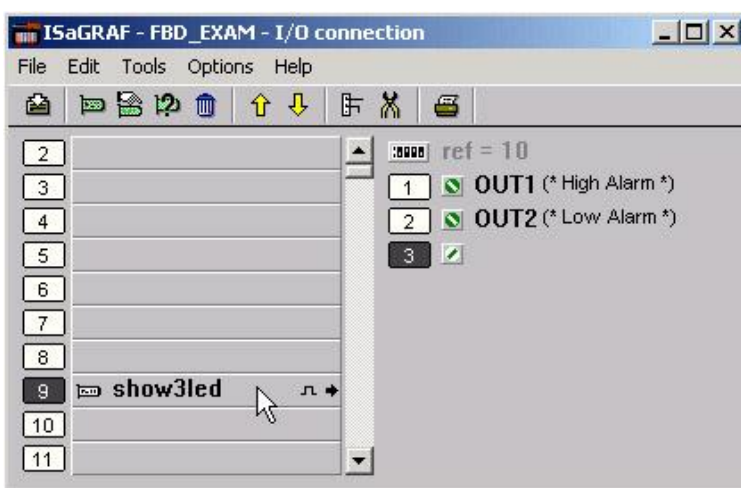 ISaGRAF - FBD_EXAM - I/O connection
File Edit Tools Options Help
2
3
4
5
6
7
8
9 show3led
10
11
ref = 10
1 OUT1 (* High Alarm *)
2 OUT2 (* Low Alarm *)
3